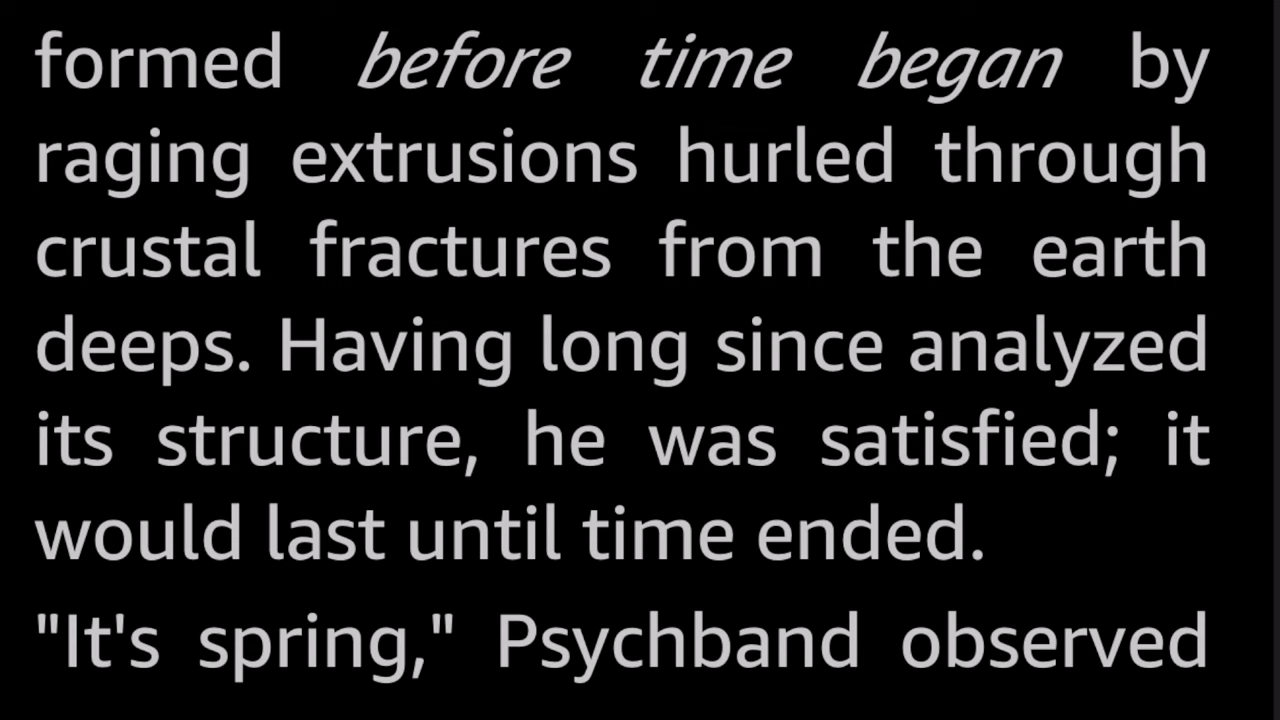 formed before time began by
raging extrusions hurled through
crustal fractures from the earth
deeps. Having long since analyzed
its structure, he was satisfied; it
would last until time ended.
"It's spring," Psychband observed